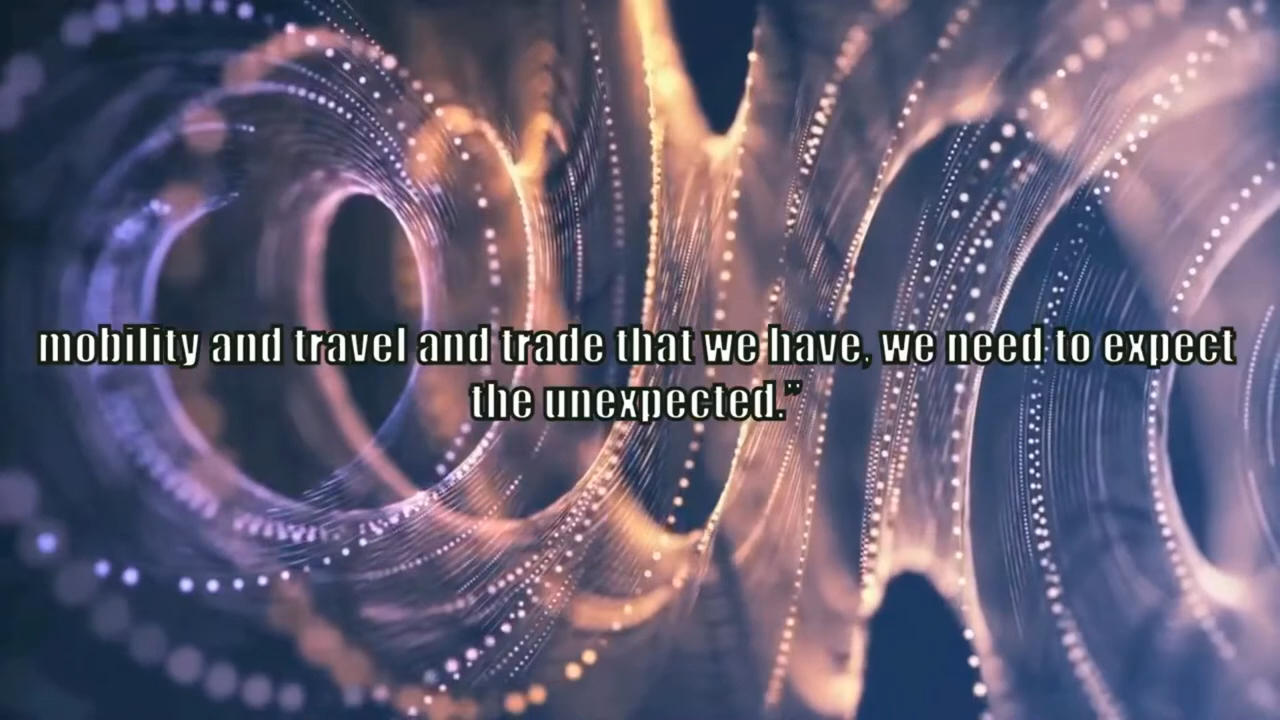 mobility and travel and trade that we have, we need to expect
the unexpected.”